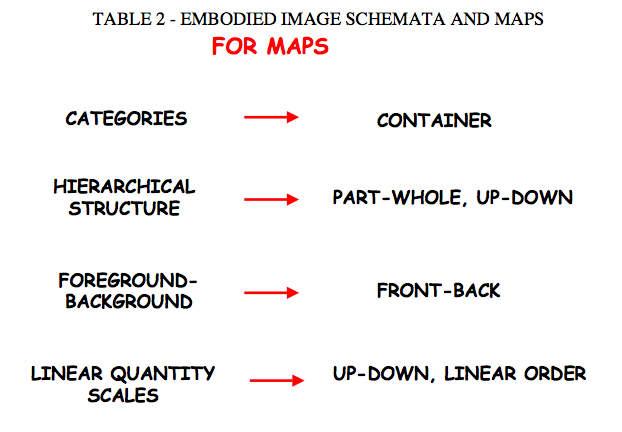 TABLE 2 - EMBODIED IMAGE SCHEMATA AND MAPS
FOR MAPS
CATEGORIES
CONTAINER
HIERARCHICAL
STRUCTURE
PART-WHOLE, UP-DOWN
FOREGROUND-
BACKGROUND
FRONT-BACK
LINEAR QUANTITY
SCALES
UP-DOWN, LINEAR ORDER